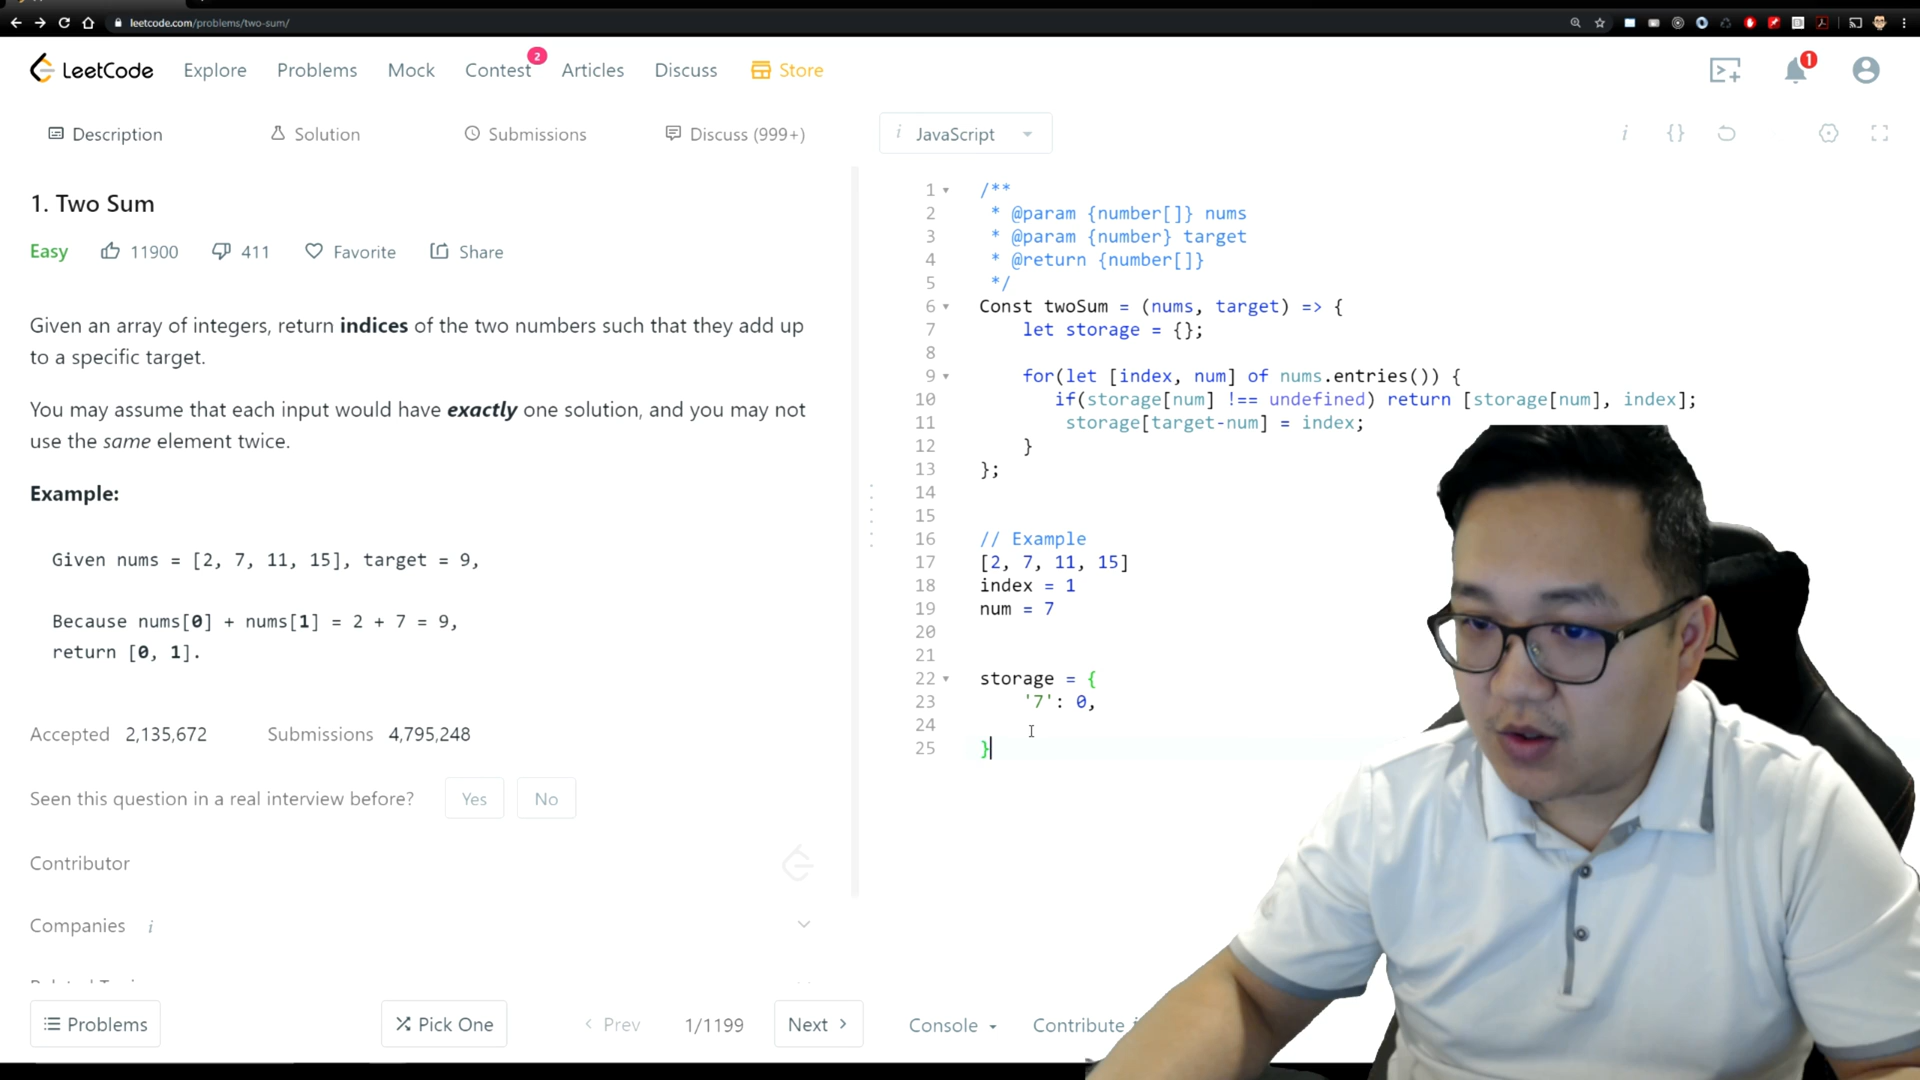 leetcode.com/problems/two-sum/
LeetCode Explore Problems Mock Contest 2 Articles Discuss Store 1
Description Solution Submissions Discuss (999+)
i JavaScript i {}
1. Two Sum
Easy 11900 411 Favorite Share
Given an array of integers, return indices of the two numbers such that they add up
to a specific target.
You may assume that each input would have exactly one solution, and you may not
use the same element twice.
Example:
Given nums = [2, 7, 11, 15], target = 9,
Because nums[0] + nums[1] = 2 + 7 = 9,
return [0, 1].
Accepted 2,135,672 Submissions 4,795,248
Seen this question in a real interview before? Yes No
Contributor
Companies i
Problems Pick One Prev 1/1199 Next
1 /**
2 * @param {number[]} nums
3 * @param {number} target
4 * @return {number[]}
5 */
6 Const twoSum = (nums, target) => {
7 let storage = {};
8
9 for(let [index, num] of nums.entries()) {
10 if(storage[num] !== undefined) return [storage[num], index];
11 storage[target-num] = index;
12 }
13 };
14
15
16 // Example
17 [2, 7, 11, 15]
18 index = 1
19 num = 7
20
21
22 storage = {
23 '7': 0,
24
25 }
Console Contribute i